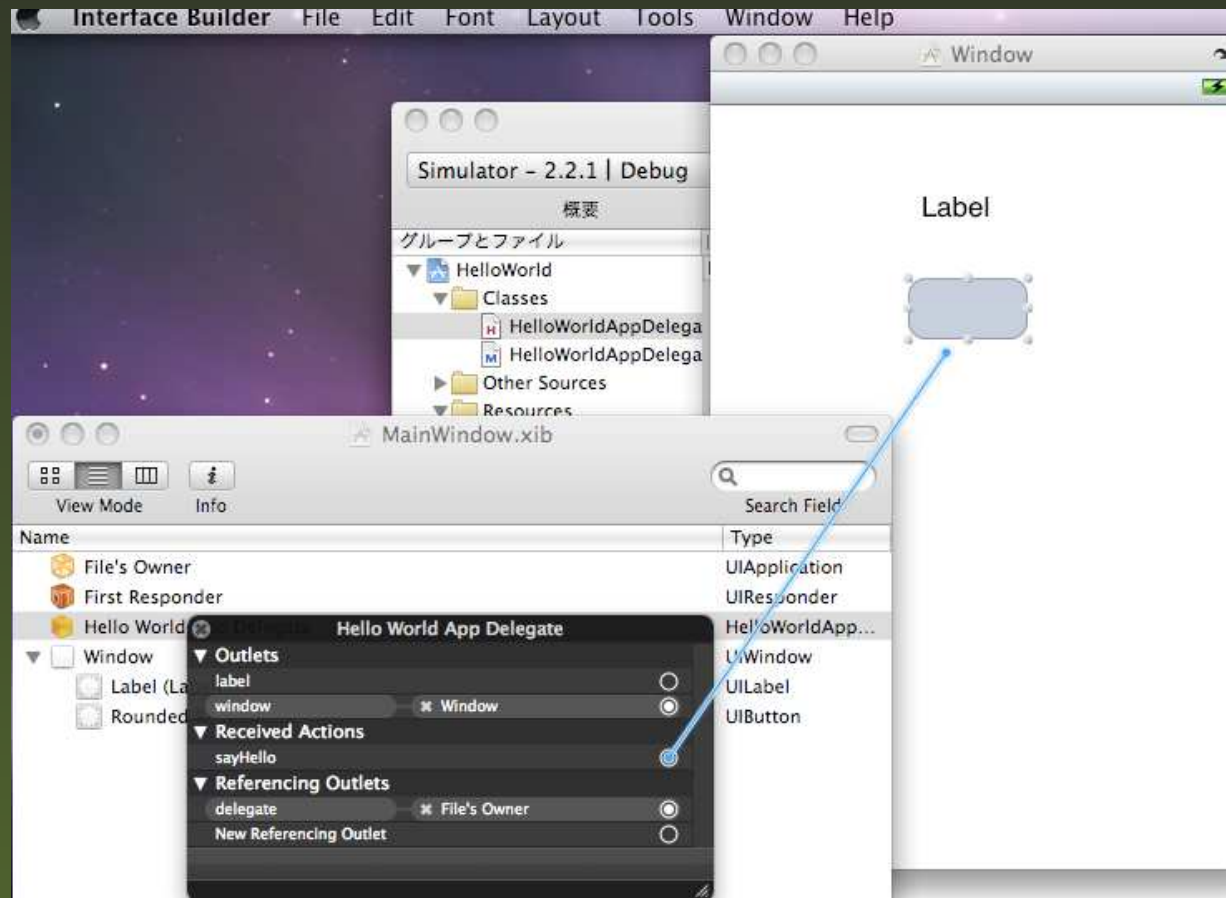 Interface Builder File Edit Font Layout Tools Window Help
Window
Simulator – 2.2.1 | Debug
概要
グループとファイル
HelloWorld
Classes
HelloWorldAppDelega
HelloWorldAppDelega
Other Sources
Resources
Label
MainWindow.xib
View Mode Info Search Field
Name Type
File's Owner UIApplication
First Responder UIResponder
Hello World HelloWorldApp...
Window UIWindow
Label (La UILabel
Rounded UIButton
Hello World App Delegate
Outlets
label
window Window
Received Actions
sayHello
Referencing Outlets
delegate File's Owner
New Referencing Outlet